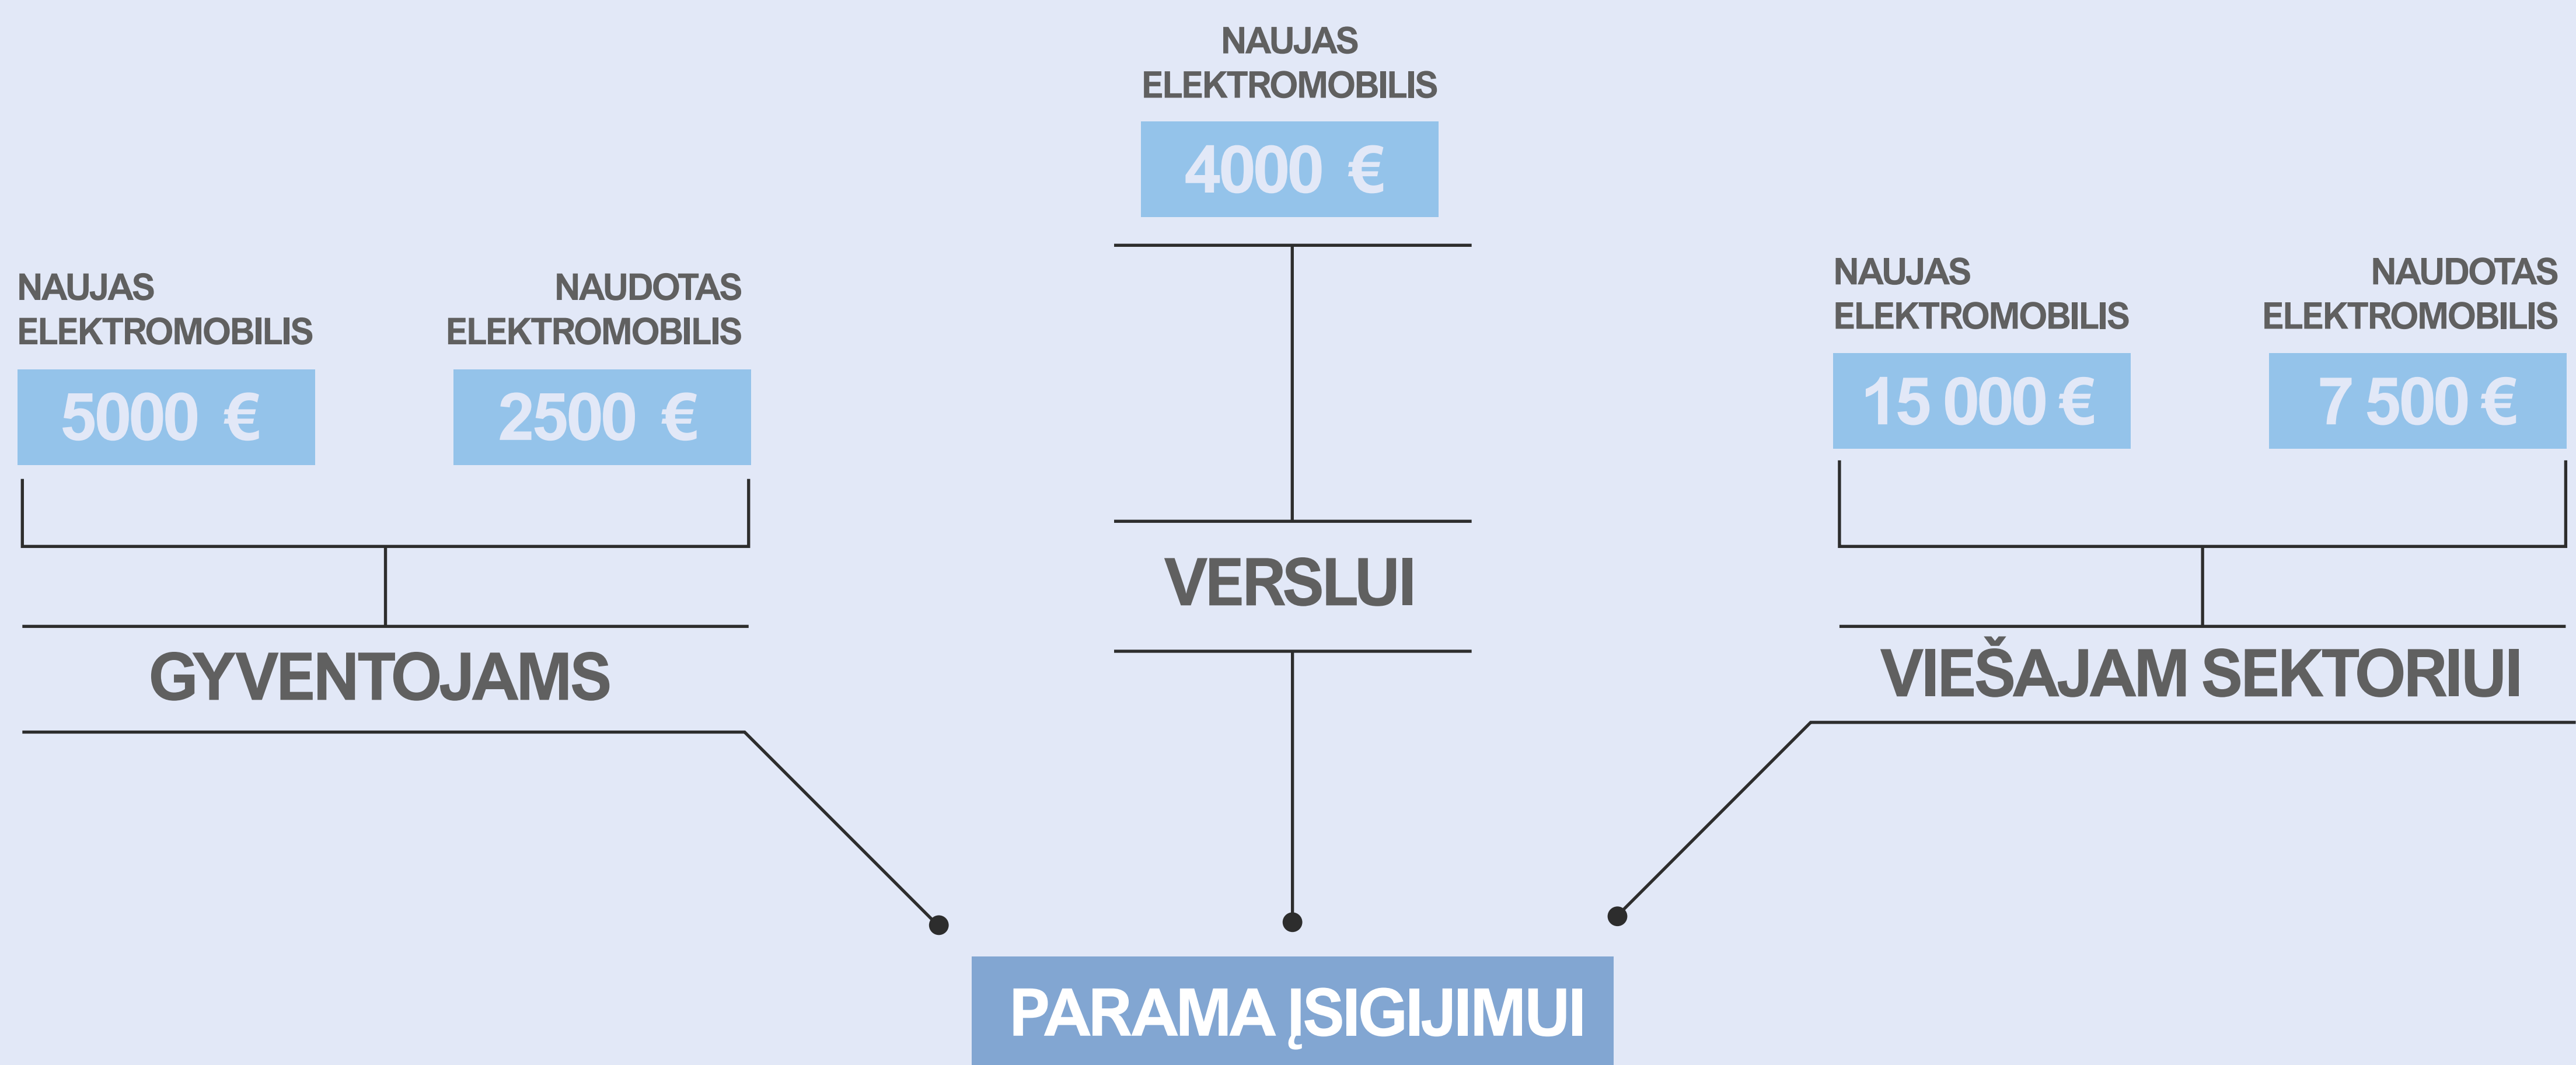 NAUJAS
ELEKTROMOBILIS
4000 €
VERSLUI
NAUJAS
ELEKTROMOBILIS
5000 €
NAUDOTAS
ELEKTROMOBILIS
2500 €
GYVENTOJAMS
NAUJAS
ELEKTROMOBILIS
15 000 €
NAUDOTAS
ELEKTROMOBILIS
7 500 €
VIEŠAJAM SEKTORIUI
PARAMA ĮSIGIJIMUI